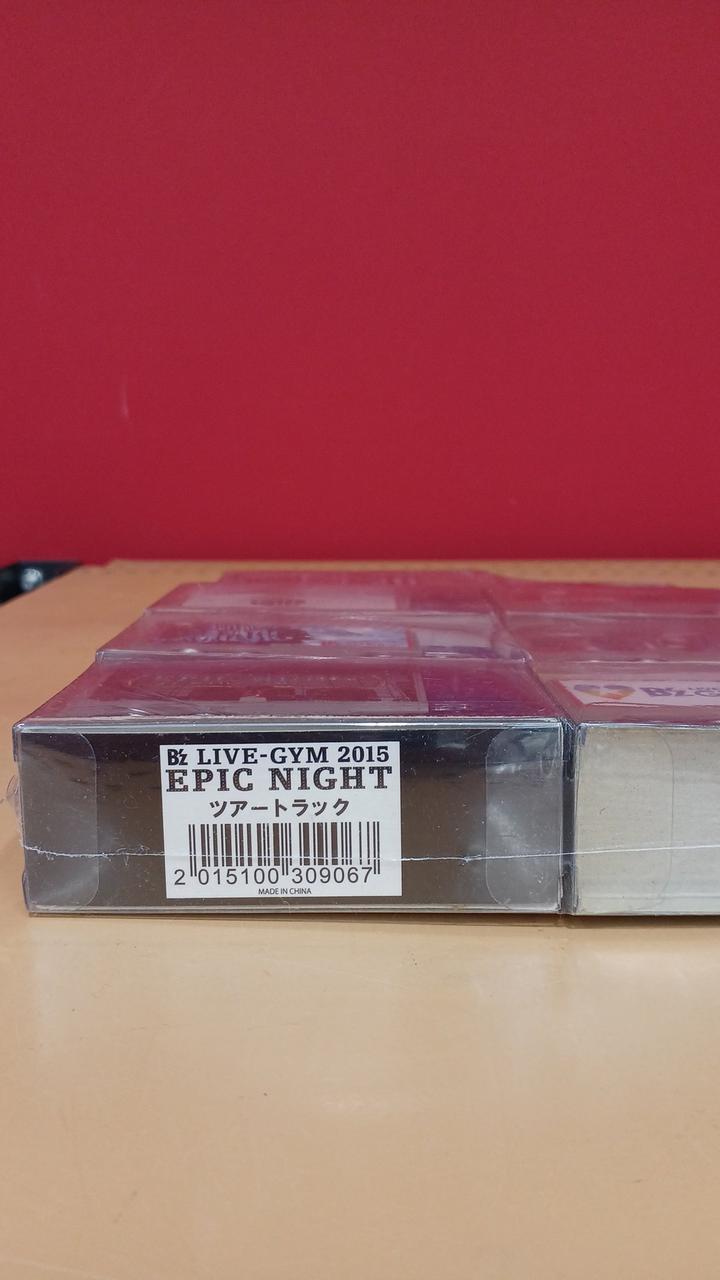 B'z LIVE-GYM 2015
EPIC NIGHT
ツアートラック
2 015100 309067
MADE IN CHINA
B'z